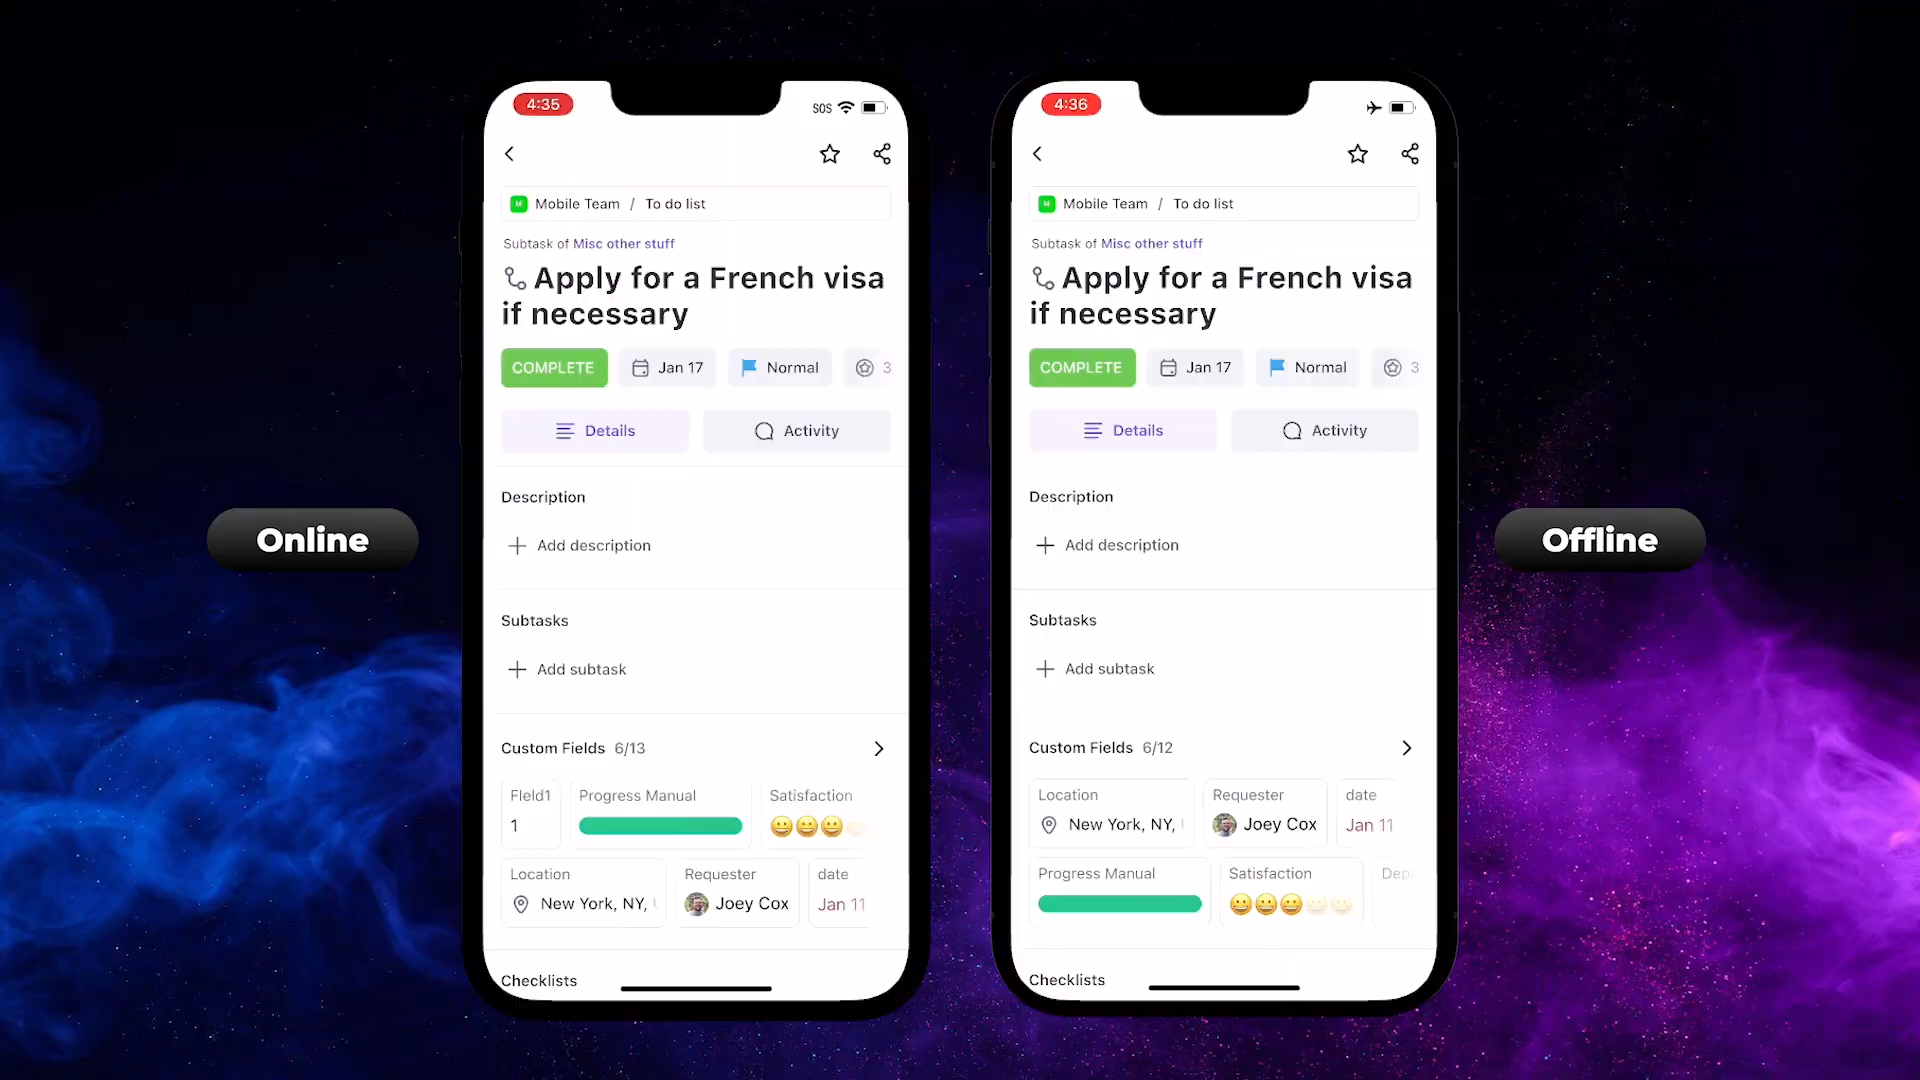 Online
4:35
SOS
M Mobile Team / To do list
Subtask of Misc other stuff
Apply for a French visa
if necessary
COMPLETE Jan 17 Normal 3
Details Activity
Description
Add description
Subtasks
Add subtask
Custom Fields 6/13
FIeld1 Progress Manual Satisfaction
1
Location Requester date
New York, NY, Joey Cox Jan 11
Checklists
4:36
M Mobile Team / To do list
Subtask of Misc other stuff
Apply for a French visa
if necessary
COMPLETE Jan 17 Normal 3
Details Activity
Description
Add description
Subtasks
Add subtask
Custom Fields 6/12
Location Requester date
New York, NY, Joey Cox Jan 11
Progress Manual Satisfaction Dep
Checklists
Offline